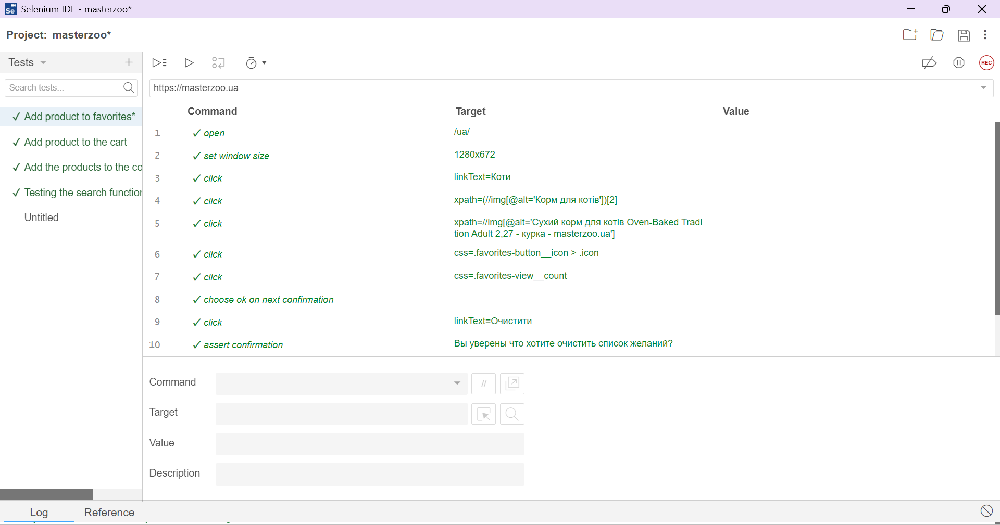 Selenium IDE - masterzoo*
Project: masterzoo*
Tests
REC
Search tests...
https://masterzoo.ua
Command Target Value
Add product to favorites*
Add product to the cart
Add the products to the co
Testing the search function
Untitled
1 ✓ open /ua/
2 ✓ set window size 1280x672
3 ✓ click linkText=Коти
4 ✓ click xpath=(//img[@alt='Корм для котів'])[2]
5 ✓ click xpath=//img[@alt='Сухий корм для котів Oven-Baked Tradi
tion Adult 2,27 - курка - masterzoo.ua']
6 ✓ click css=.favorites-button__icon > .icon
7 ✓ click css=.favorites-view__count
8 ✓ choose ok on next confirmation
9 ✓ click linkText=Очистити
10 ✓ assert confirmation Вы уверены что хотите очистить список желаний?
Command //
Target
Value
Description
Log Reference